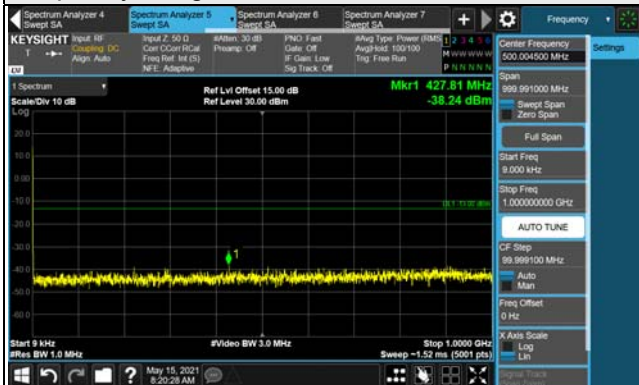 Spectrum Analyzer 4
Swept SA
Spectrum Analyzer 5
Swept SA
Spectrum Analyzer 6
Swept SA
Spectrum Analyzer 7
Swept SA
Frequency
KEYSIGHT
Input: RF
Coupling: DC
Align: Auto
Input Z: 50 Ω
Corr CCorr RCal
Freq Ref: Int (S)
NFE: Adaptive
#Atten: 30 dB
Preamp: Off
PNO: Fast
Gate: Off
IF Gain: Low
Sig Track: Off
#Avg Type: Power (RMS
Avg|Hold: 100/100
Trig: Free Run
1 2 3 4 5 6
M W W W W W
P N N N N N
1 Spectrum
Scale/Div 10 dB
Log
Ref Lvl Offset 15.00 dB
Ref Level 30.00 dBm
Mkr1 427.81 MHz
-38.24 dBm
20.0
10.0
0.00
-10.0
-20.0
-30.0
-40.0
-50.0
-60.0
DL1 -13.00 dBm
1
Start 9 kHz
#Res BW 1.0 MHz
#Video BW 3.0 MHz
Stop 1.0000 GHz
Sweep ~1.52 ms (5001 pts)
May 15, 2021
8:20:28 AM
Center Frequency
500.004500 MHz
Settings
Span
999.991000 MHz
Swept Span
Zero Span
Full Span
Start Freq
9.000 kHz
Stop Freq
1.000000000 GHz
AUTO TUNE
CF Step
99.999100 MHz
Auto
Man
Freq Offset
0 Hz
X Axis Scale
Log
Lin
Signal Track